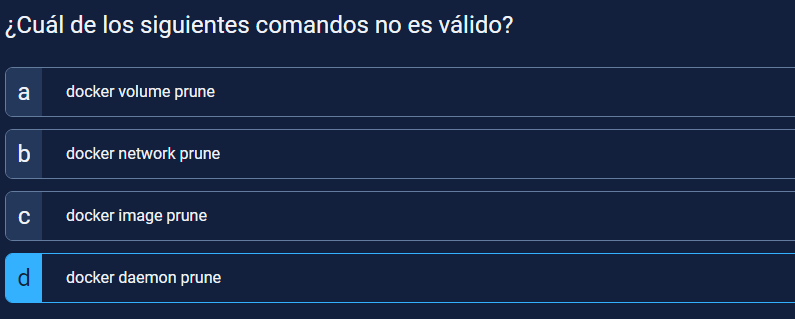 ¿Cuál de los siguientes comandos no es válido?
a docker volume prune
b docker network prune
c docker image prune
d docker daemon prune